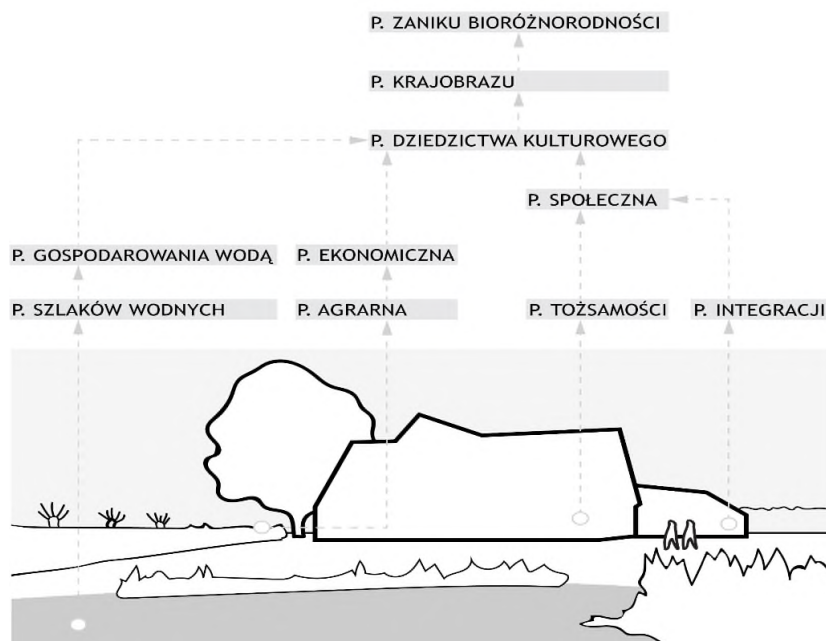 P. ZANIKU BIORÓŻNORODNOŚCI
P. KRAJOBRAZU
P. DZIEDZICTWA KULTUROWEGO
P. SPOŁECZNA
P. GOSPODAROWANIA WODĄ
P. EKONOMICZNA
P. SZLAKÓW WODNYCH
P. AGRARNA
P. TOŻSAMOŚCI
P. INTEGRACJI